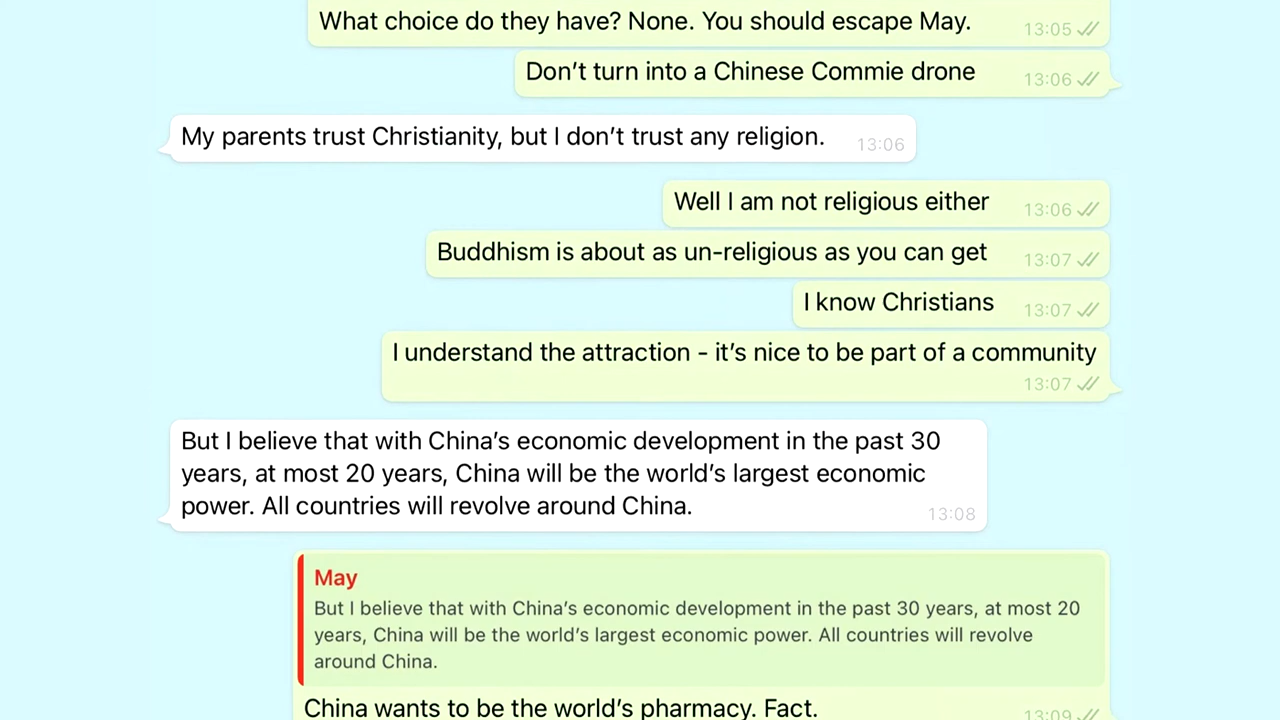 What choice do they have? None. You should escape May.
13:05
Don’t turn into a Chinese Commie drone
13:06
My parents trust Christianity, but I don’t trust any religion.
13:06
Well I am not religious either
13:06
Buddhism is about as un-religious as you can get
13:07
I know Christians
13:07
I understand the attraction - it’s nice to be part of a community
13:07
But I believe that with China’s economic development in the past 30
years, at most 20 years, China will be the world’s largest economic
power. All countries will revolve around China.
13:08
May
But I believe that with China’s economic development in the past 30 years, at most 20
years, China will be the world’s largest economic power. All countries will revolve
around China.
China wants to be the world’s pharmacy. Fact.
13:09